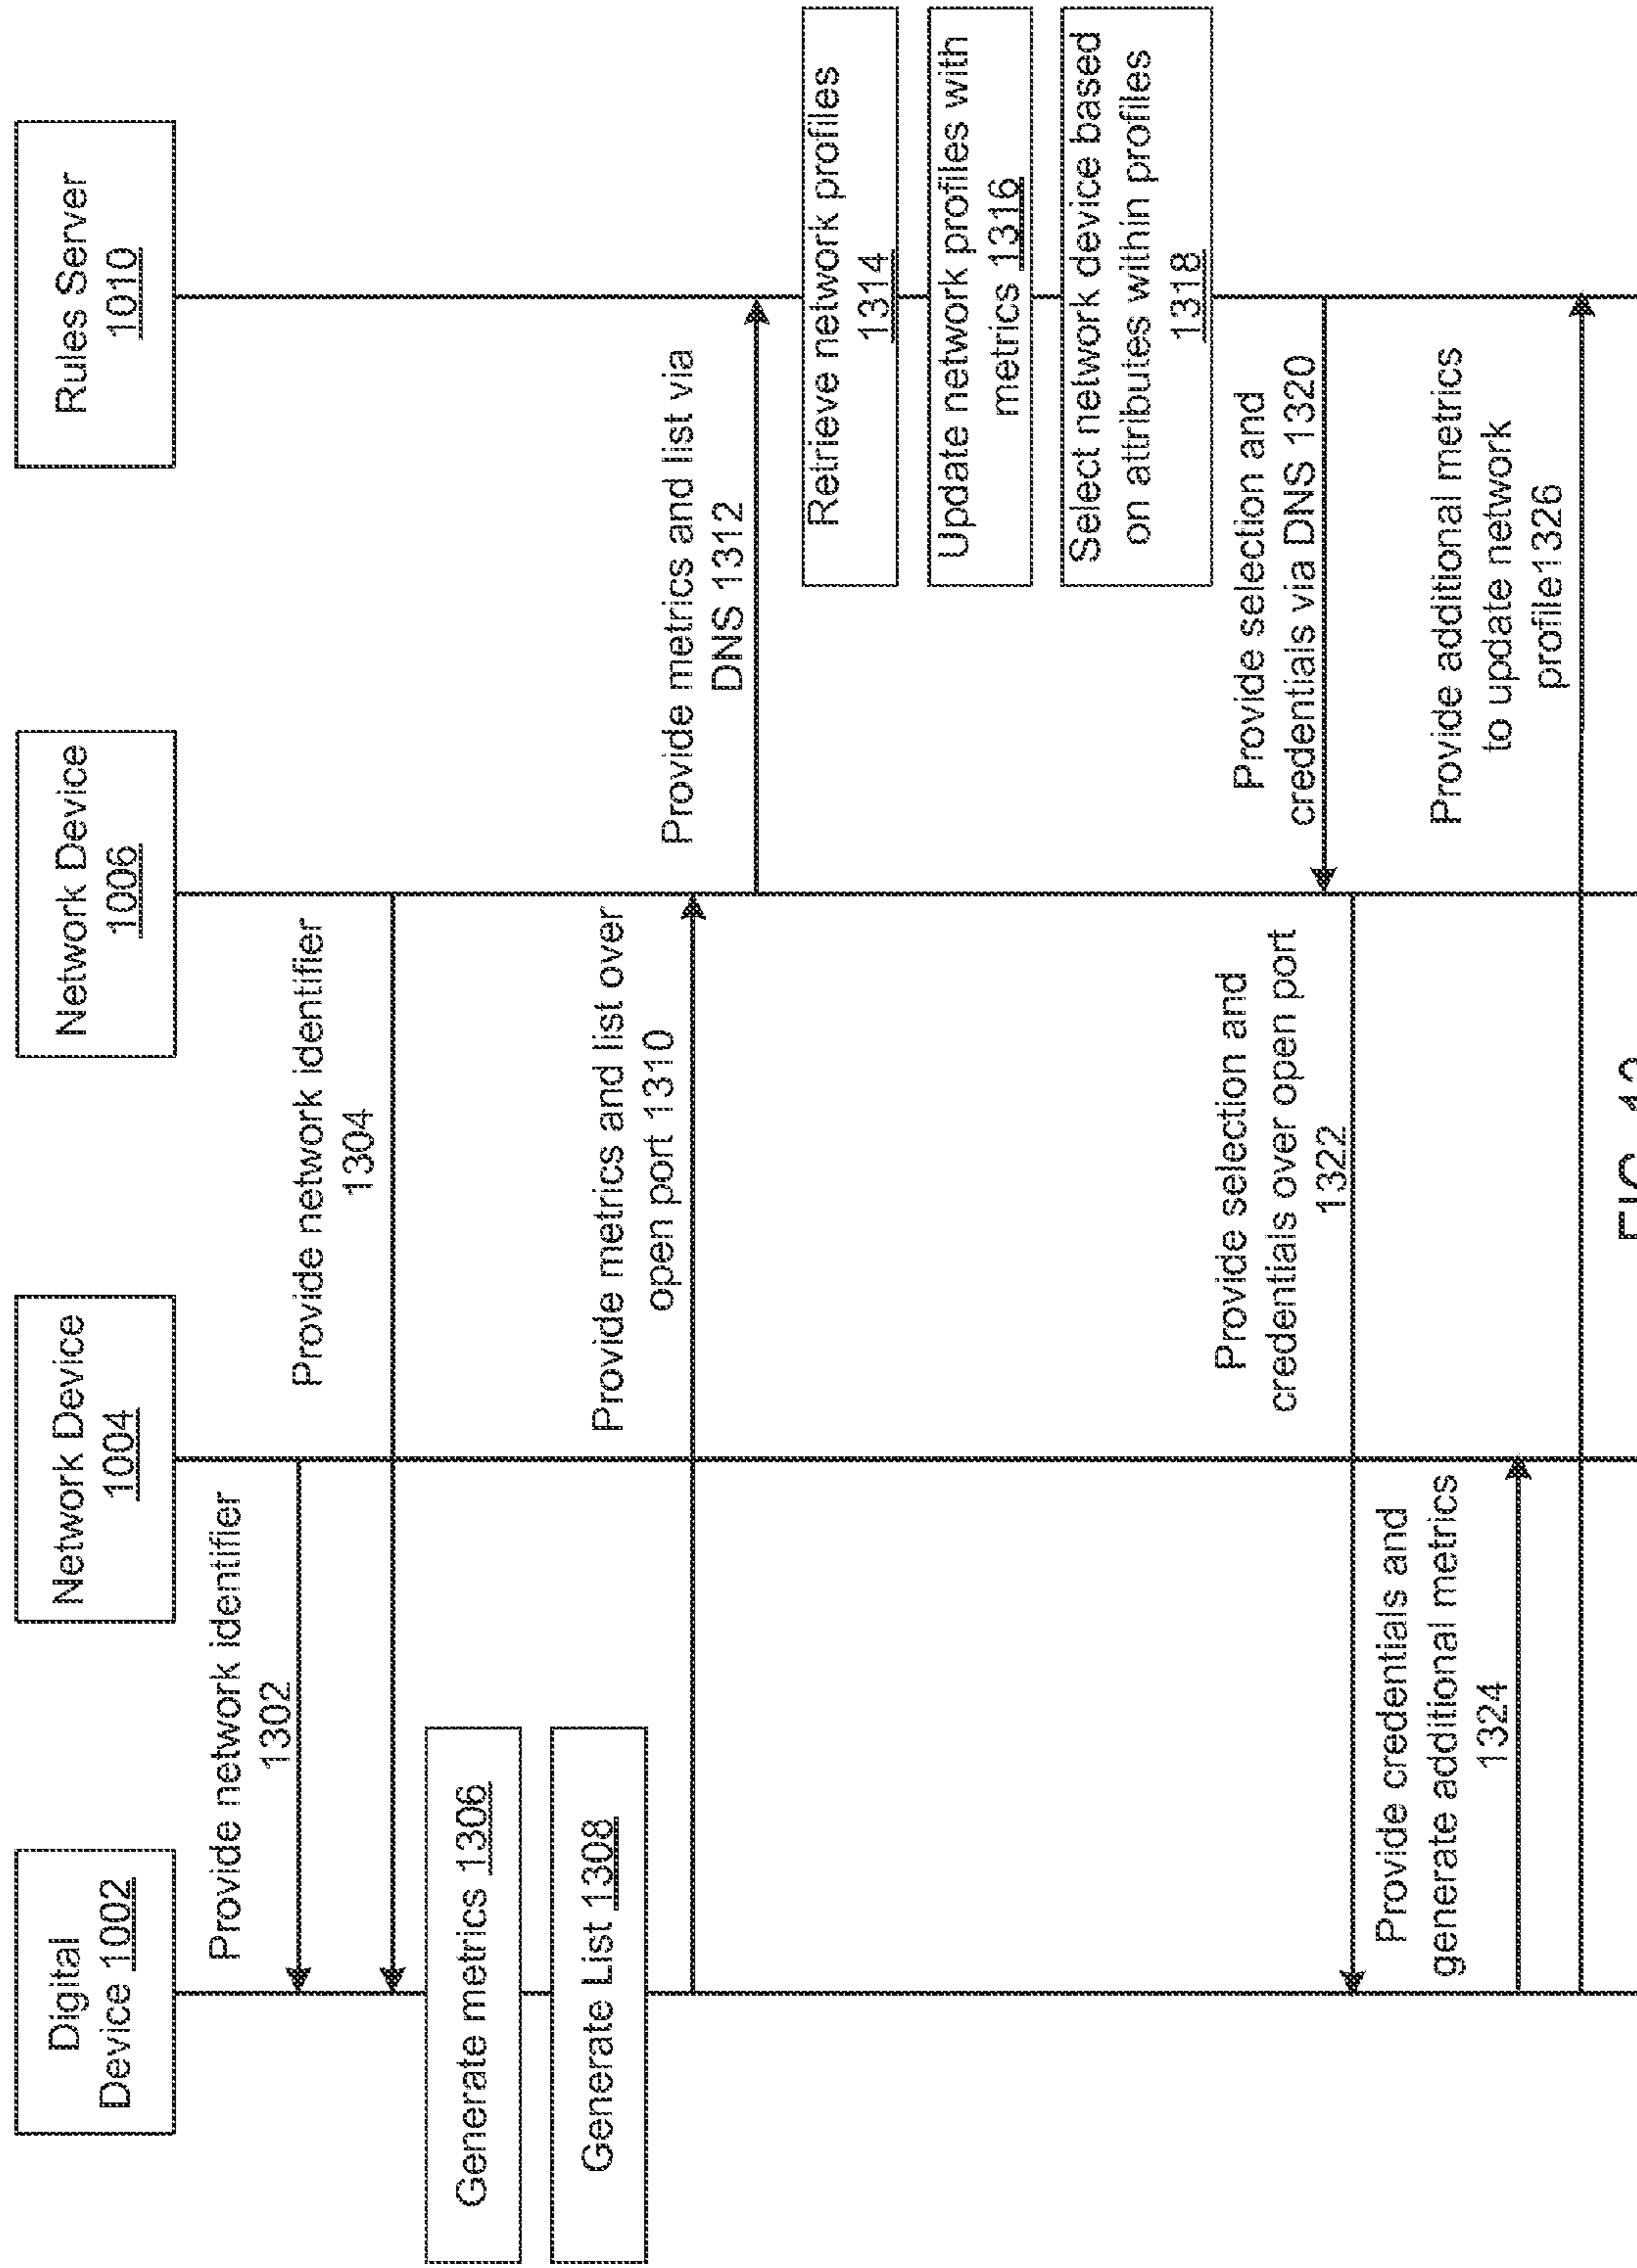 Digital
Device 1002
Network Device
1004
Network Device
1006
Rules Server
1010
Provide network identifier
1302
Provide network identifier
1304
Generate metrics 1306
Generate List 1308
Provide metrics and list over
open port 1310
Provide metrics and list via
DNS 1312
Retrieve network profiles
1314
Update network profiles with
metrics 1316
Select network device based
on attributes within profiles
1318
Provide selection and
credentials via DNS 1320
Provide selection and
credentials over open port
1322
Provide credentials and
generate additional metrics
1324
Provide additional metrics
to update network
profile1326